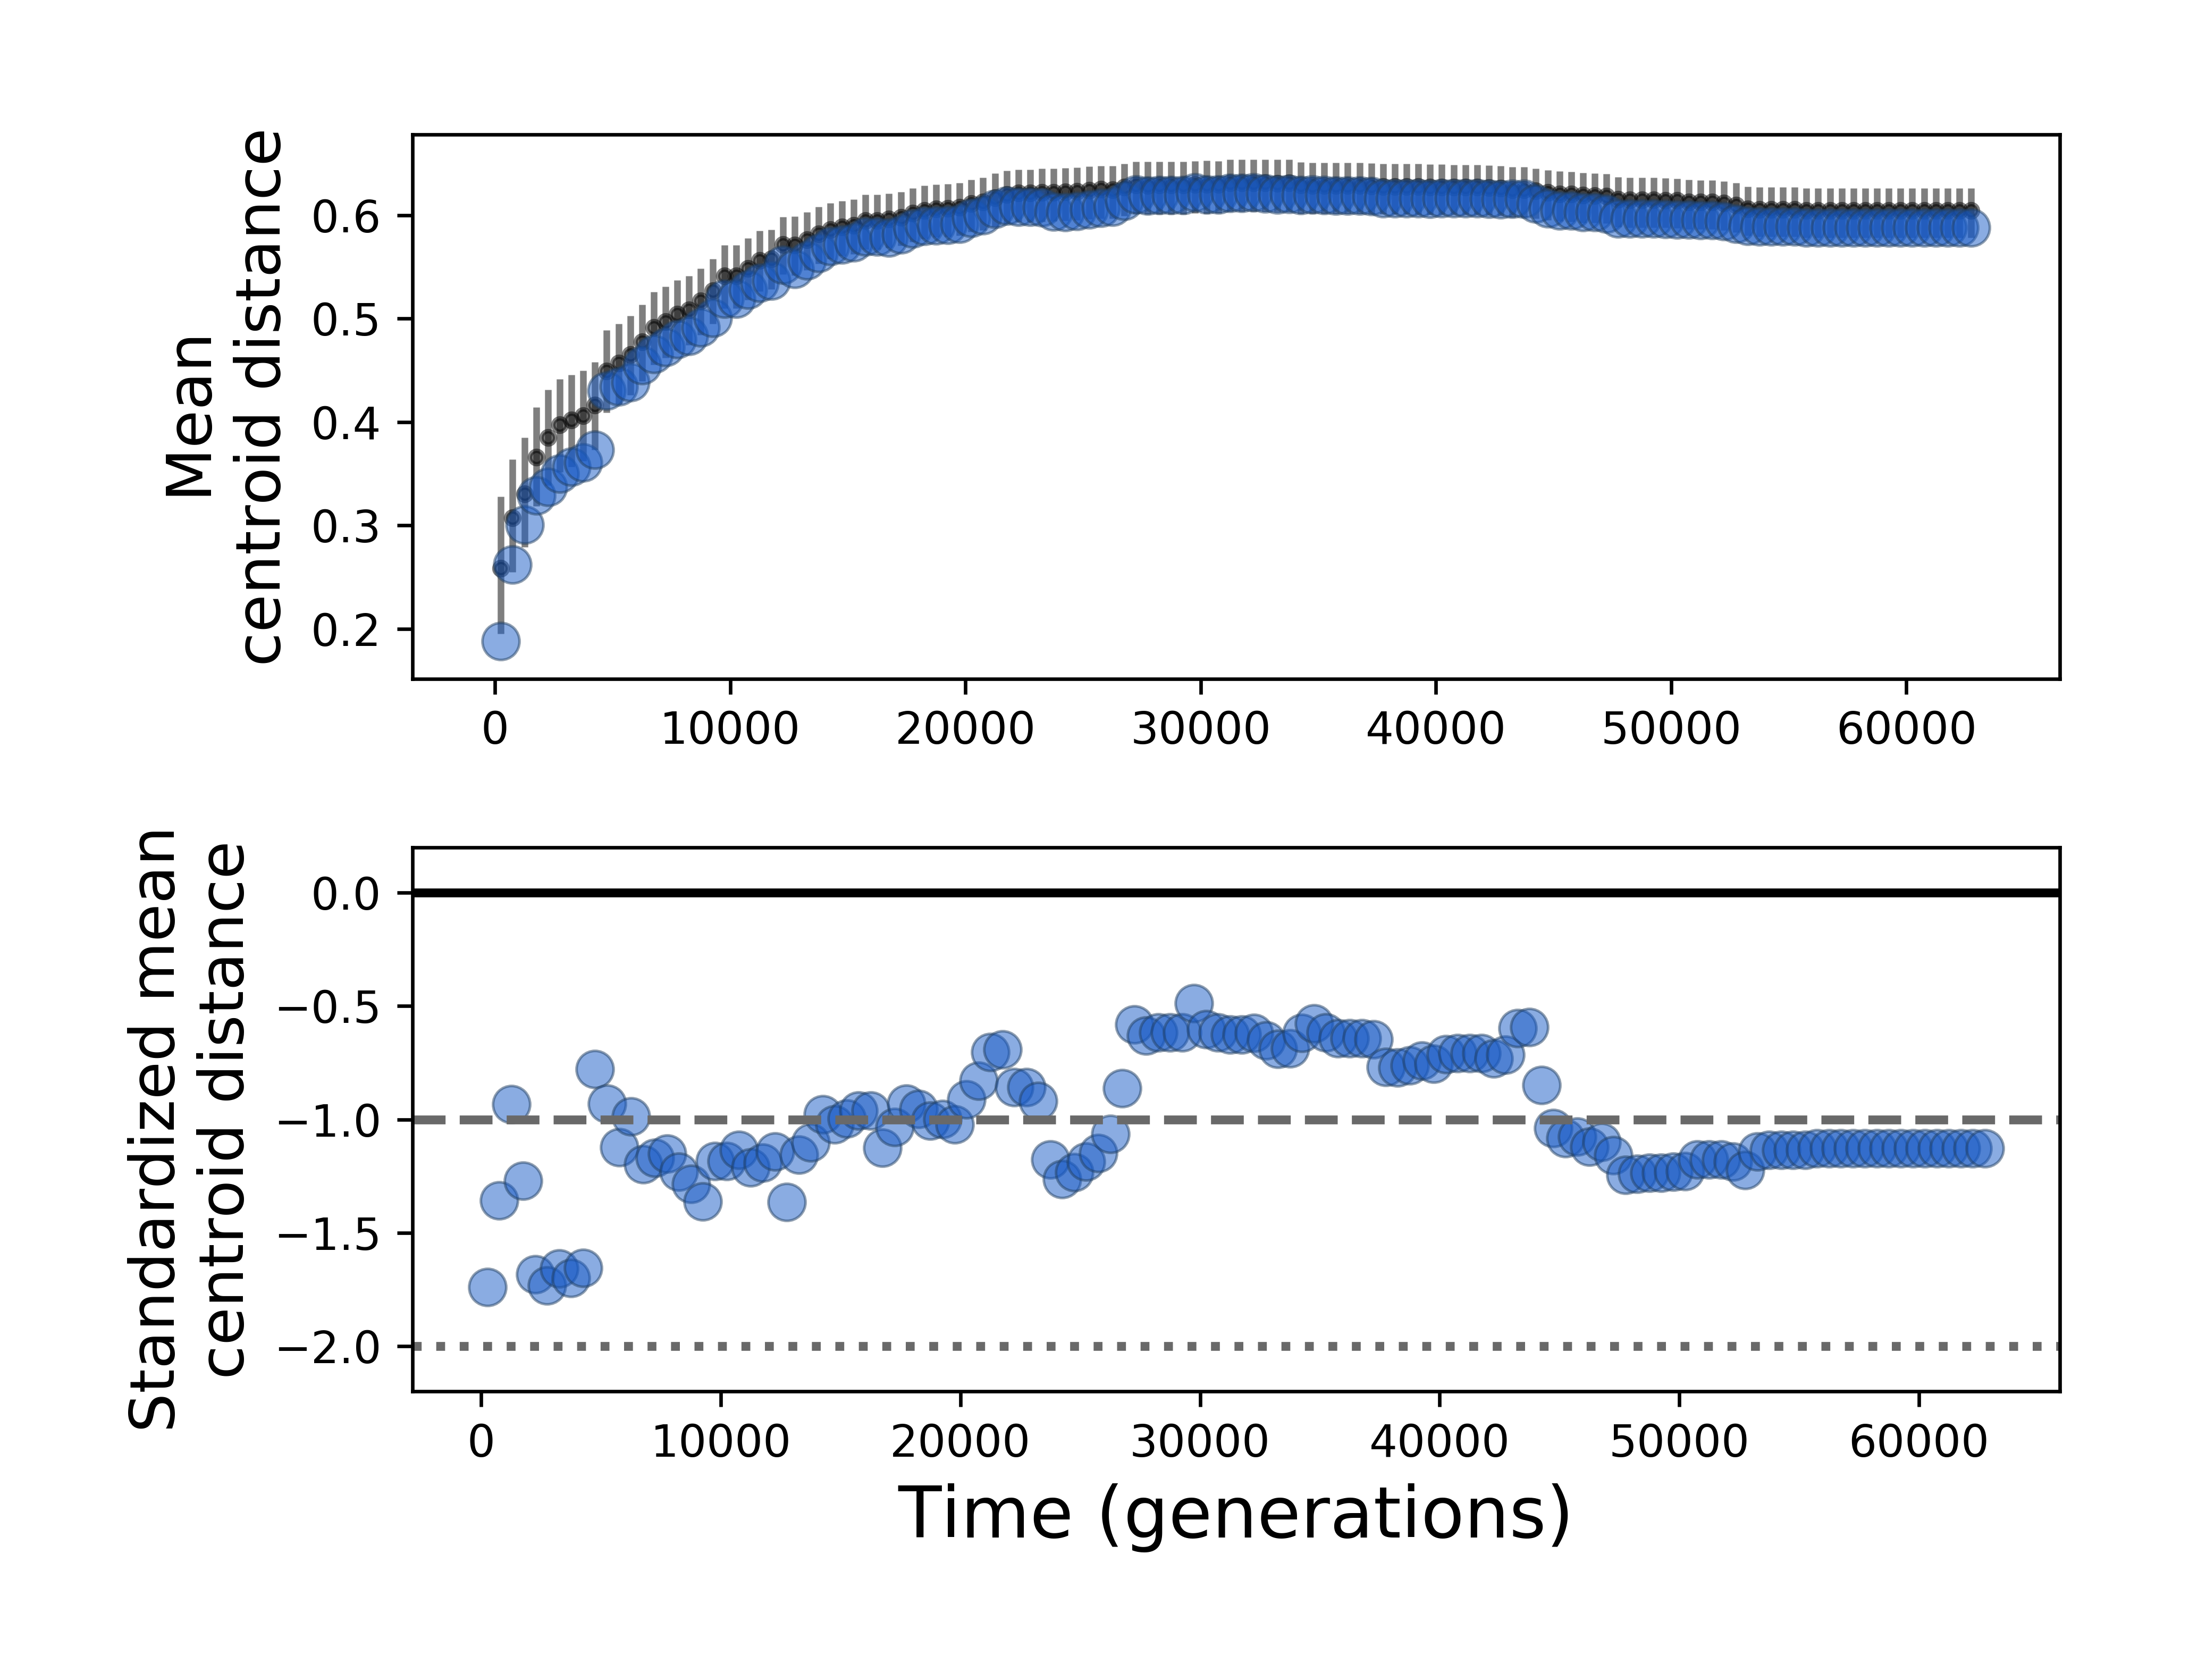 Mean
centroid distance
0.6
0.5
0.4
0.3
0.2
0 10000 20000 30000 40000 50000 60000
Standardized mean
centroid distance
0.0
−0.5
−1.0
−1.5
−2.0
0 10000 20000 30000 40000 50000 60000
Time (generations)